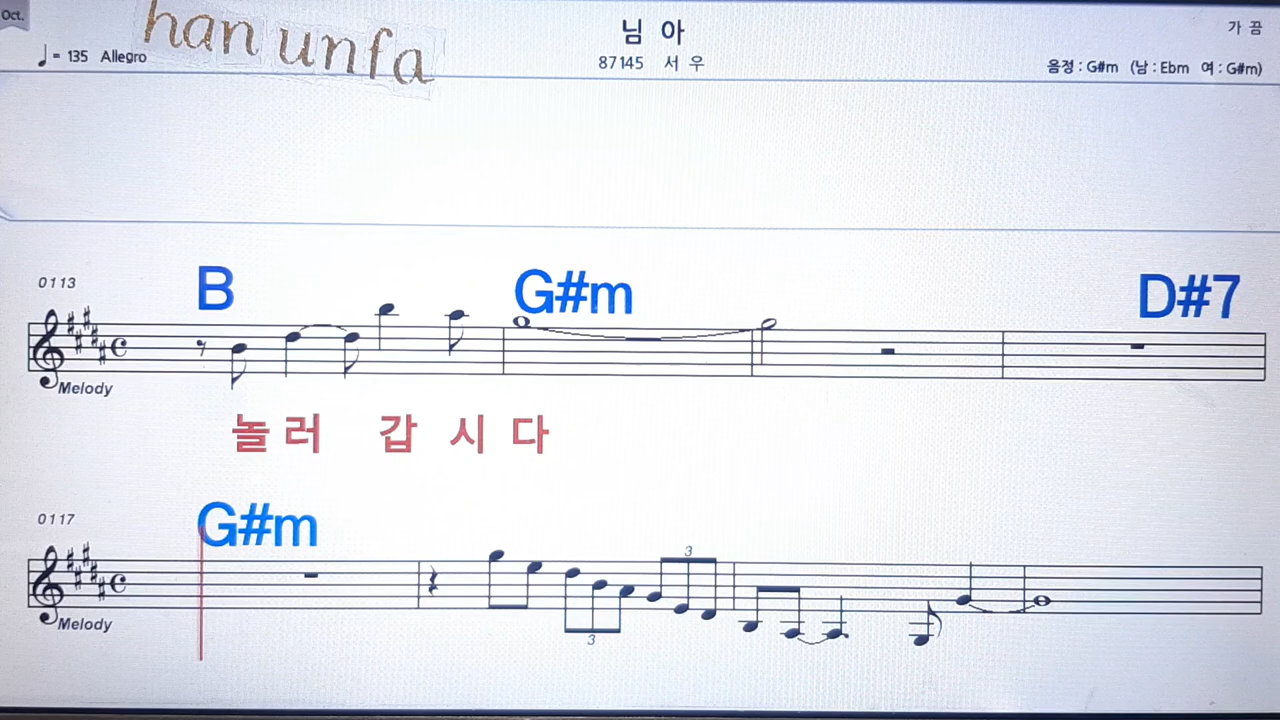 Oct.
han unfa
님 아
가 끔
♩= 135 Allegro
87145 서 우
음정 : G#m (남 : Ebm 여 : G#m)
0113
B G#m D#7
Melody
놀 러 갑 시 다
0117
G#m
3
Melody
3